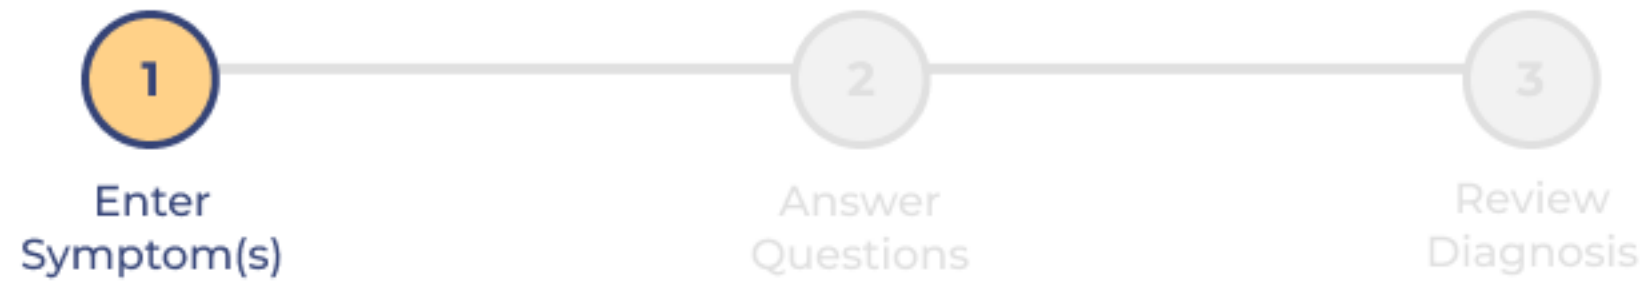 1
Enter
Symptom(s)
2
Answer
Questions
3
Review
Diagnosis